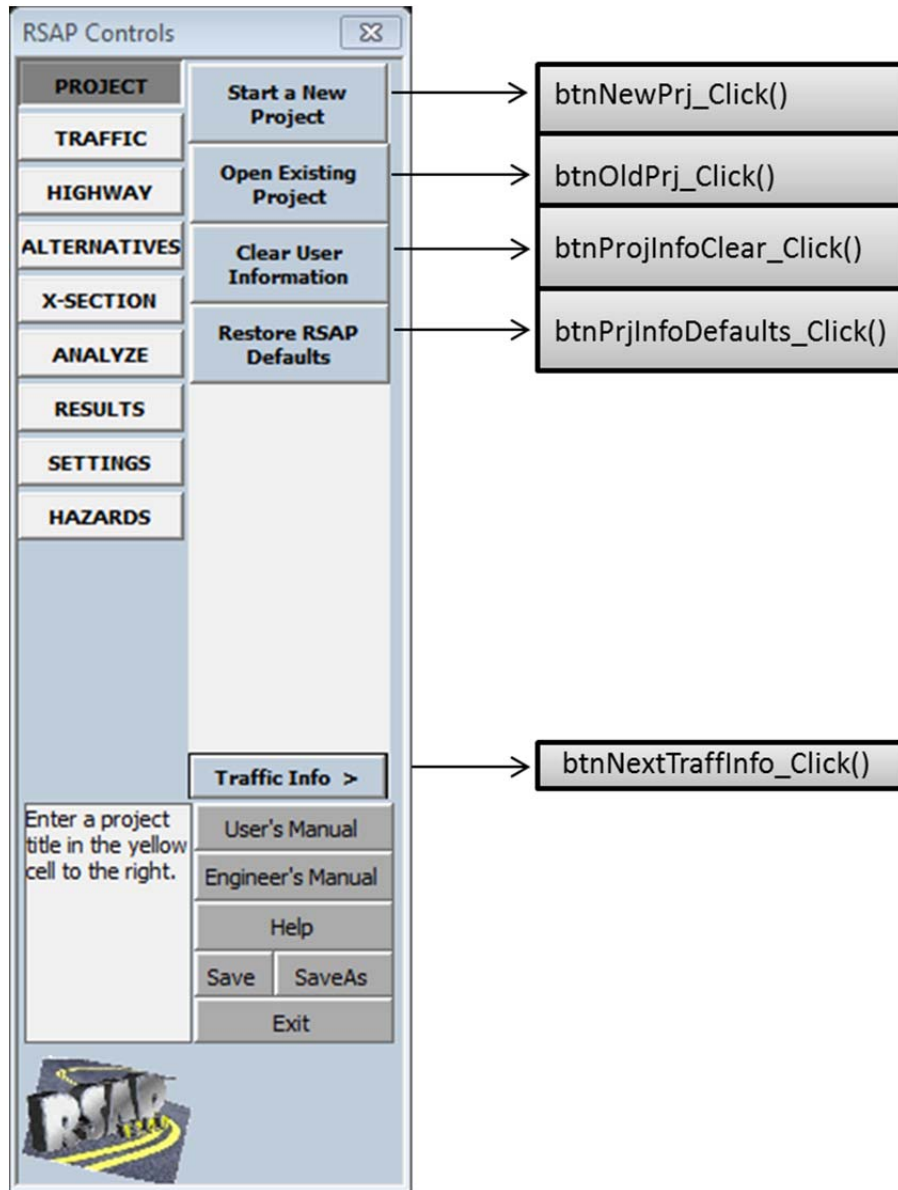 RSAP Controls
PROJECT
TRAFFIC
HIGHWAY
ALTERNATIVES
X-SECTION
ANALYZE
RESULTS
SETTINGS
HAZARDS
Start a New
Project
Open Existing
Project
Clear User
Information
Restore RSAP
Defaults
btnNewPrj_Click()
btnOldPrj_Click()
btnProjInfoClear_Click()
btnPrjInfoDefaults_Click()
Traffic Info >
btnNextTraffInfo_Click()
Enter a project
title in the yellow
cell to the right.
User's Manual
Engineer's Manual
Help
Save
SaveAs
Exit
RSAP